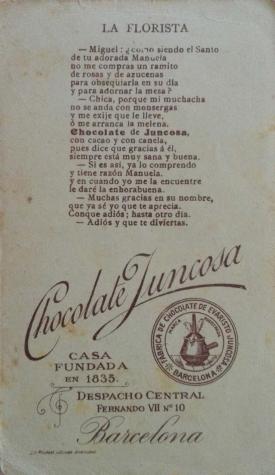 LA FLORISTA
— Miguel: ¿cómo siendo el Santo
de tu adorada Manuela
no me compras un ramito
de rosas y de azucenas
para obsequiarla en su día
y para adornar la mesa?
— Chica, porque mi muchacha
no se anda con monsergas
y me exije que le lleve,
ó me arranca la melena.
Chocolate de Juncosa,
con cacao y con canela,
pues dice que gracias á él,
siempre está muy sana y buena.
— Si es así, ya lo comprendo
y tiene razón Manuela.
y en cuando yo me la encuentre
le daré la enhorabuena.
— Muchas gracias en su nombre,
que ya sé yo que te aprecia.
Conque adiós; hasta otro día.
— Adiós y que te diviertas.
Chocolate Juncosa
FÁBRICA DE CHOCOLATE DE EVARISTO JUNCOSA
MARCA
BARCELONA
CASA
FUNDADA
EN 1835.
DESPACHO CENTRAL
FERNANDO VII Nº 10
Barcelona